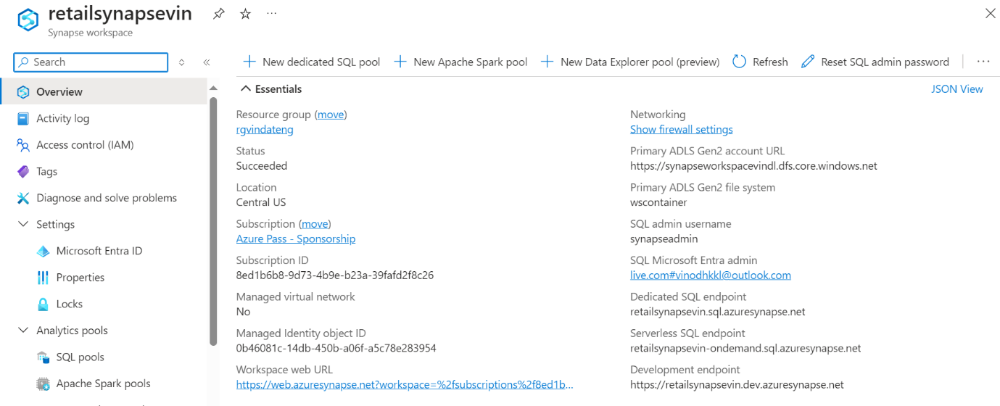 retailsynapsevin
Synapse workspace
Search
Overview
Activity log
Access control (IAM)
Tags
Diagnose and solve problems
Settings
Microsoft Entra ID
Properties
Locks
Analytics pools
SQL pools
Apache Spark pools
New dedicated SQL pool
New Apache Spark pool
New Data Explorer pool (preview)
Refresh
Reset SQL admin password
Essentials
JSON View
Resource group (move)
rgvindateng
Status
Succeeded
Location
Central US
Subscription (move)
Azure Pass - Sponsorship
Subscription ID
8ed1b6b8-9d73-4b9e-b23a-39fafd2f8c26
Managed virtual network
No
Managed Identity object ID
0b46081c-14db-450b-a06f-a5c78e283954
Workspace web URL
https://web.azuresynapse.net?workspace=%2fsubscriptions%2f8ed1b...
Networking
Show firewall settings
Primary ADLS Gen2 account URL
https://synapseworkspacevindl.dfs.core.windows.net
Primary ADLS Gen2 file system
wscontainer
SQL admin username
synapseadmin
SQL Microsoft Entra admin
live.com#vinodhkkl@outlook.com
Dedicated SQL endpoint
retailsynapsevin.sql.azuresynapse.net
Serverless SQL endpoint
retailsynapsevin-ondemand.sql.azuresynapse.net
Development endpoint
https://retailsynapsevin.dev.azuresynapse.net